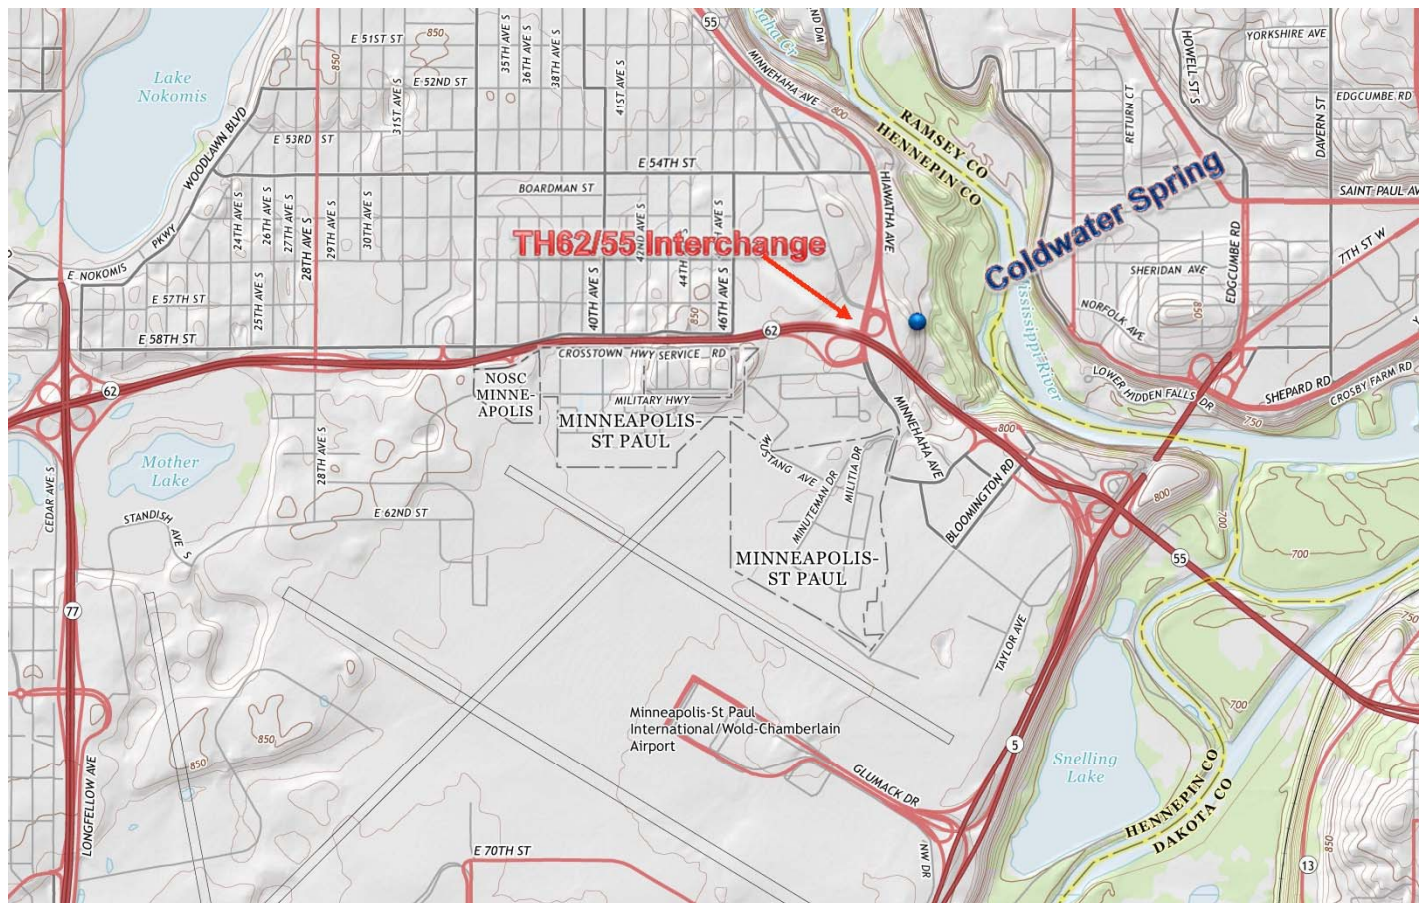 55
MINNEHAHA AVE
800
Lake
Nokomis
WOODLAWN BLVD
PKWY
E NOKOMIS
E 51ST ST
850
850
E 52ND ST
31ST AVE S
E 53RD ST
35TH AVE S
36TH AVE S
38TH AVE S
41ST AVE S
E 54TH ST
BOARDMAN ST
24TH AVE S
26TH AVE S
27TH AVE S
28TH AVE S
29TH AVE S
30TH AVE S
25TH AVE S
42ND AVE S
44TH AVE S
46TH AVE S
40TH AVE S
850
TH62/55 Interchange
HIAWATHA AVE
RAMSEY CO
HENNEPIN CO
Coldwater Spring
Mississippi River
HOWELL ST S
YORKSHIRE AVE
EDGCUMBE RD
RETURN CT
DAVERN ST
SAINT PAUL AV
EDGCUMBE RD
7TH ST W
SHERIDAN AVE
NORFOLK AVE
850
LOWER HIDDEN FALLS DR
SHEPARD RD
CROSBY FARM RD
750
E 57TH ST
E 58TH ST
62
62
CROSSTOWN HWY SERVICE RD
MILITARY HWY
NOSC
MINNE-
APOLIS
MINNEAPOLIS-
ST PAUL
MINNEHAHA AVE
800
MUSTANG AVE
MINUTEMAN DR
MILITIA DR
BLOOMINGTON RD
MINNEAPOLIS-
ST PAUL
800
700
700
55
Mother
Lake
28TH AVE S
CEDAR AVE S
STANDISH AVE S
E 62ND ST
77
850
850
LONGFELLOW AVE
Minneapolis-St Paul
International/Wold-Chamberlain
Airport
GLUMACK DR
TAYLOR AVE
5
NW DR
Snelling
Lake
700
HENNEPIN CO
DAKOTA CO
750
850
13
E 70TH ST